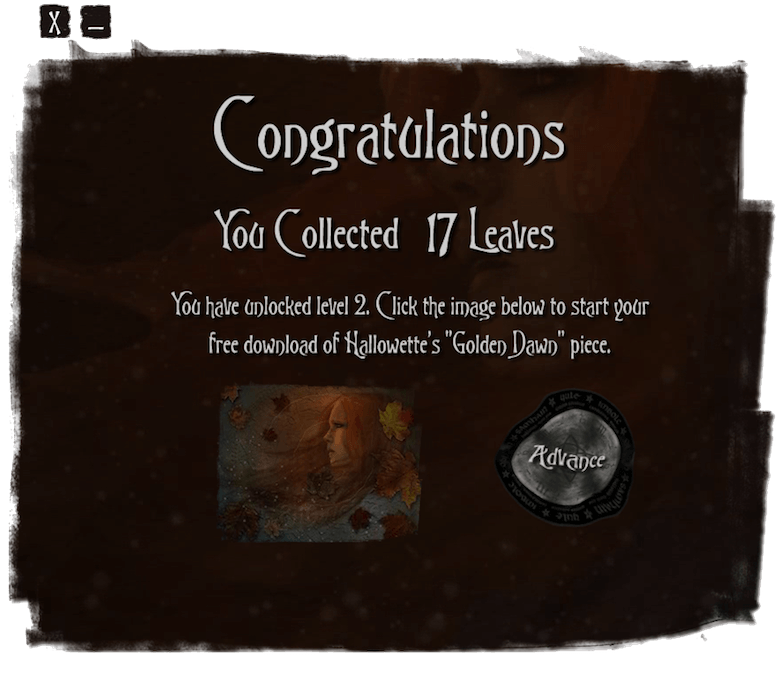 X –
Congratulations
You Collected 17 Leaves
You have unlocked level 2. Click the image below to start your
free download of Hallowette's "Golden Dawn" piece.
Advance